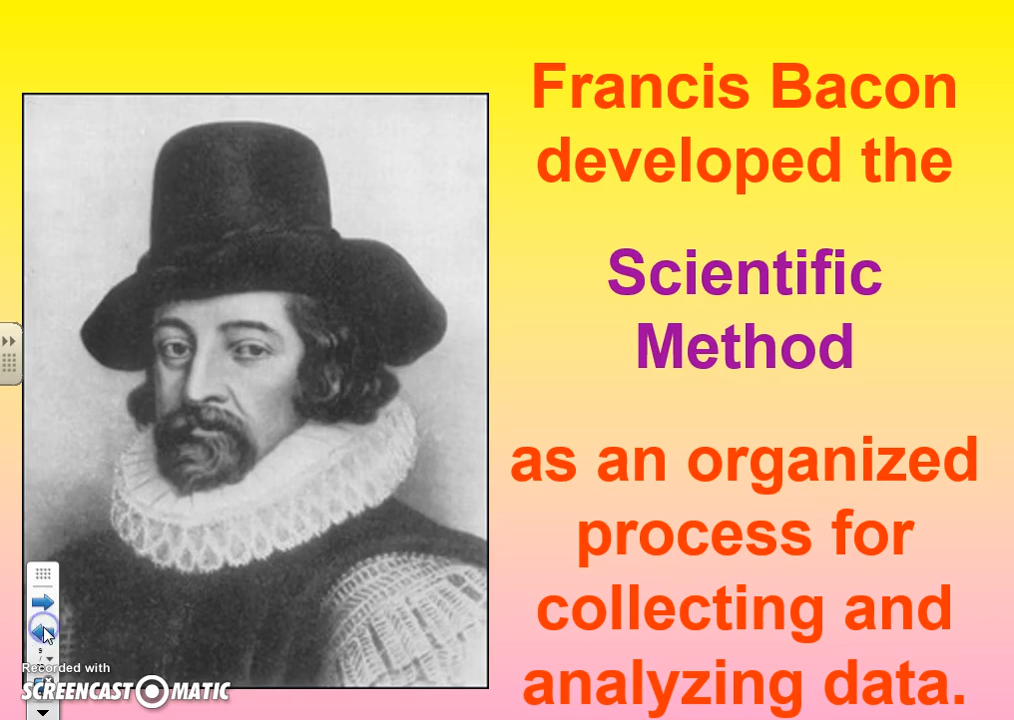 Francis Bacon
developed the
Scientific
Method
as an organized
process for
collecting and
analyzing data.
Recorded with
SCREENCAST MATIC